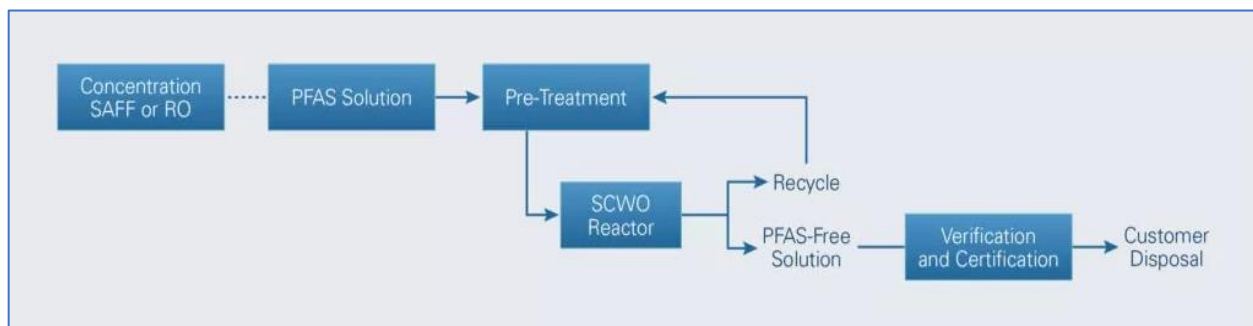 Concentration
SAFF or RO
PFAS Solution
Pre-Treatment
SCWO
Reactor
Recycle
PFAS-Free
Solution
Verification
and Certification
Customer
Disposal